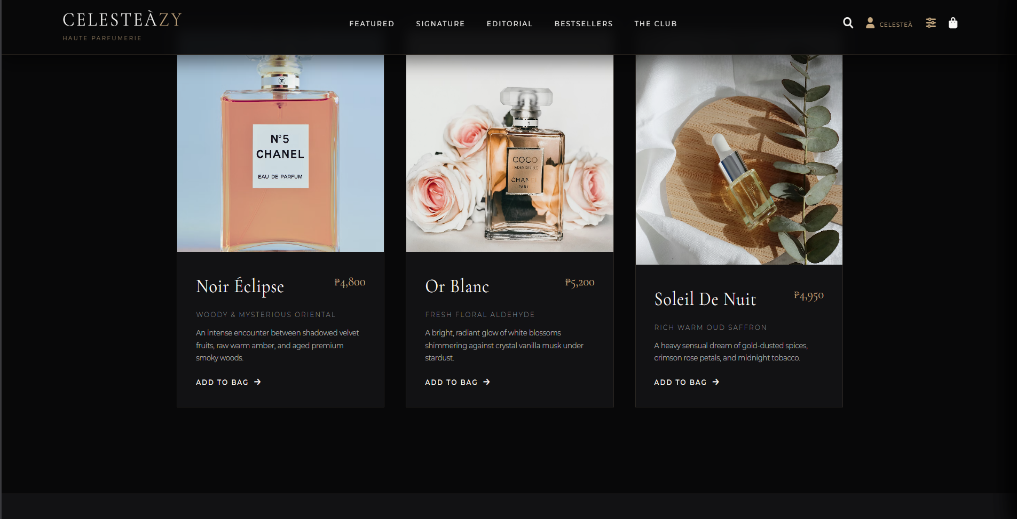 CELESTEÀZY
HAUTE PARFUMERIE
FEATURED SIGNATURE EDITORIAL BESTSELLERS THE CLUB
CELESTEÀ
N°5
CHANEL
EAU DE PARFUM
COCO
Noir Éclipse ₱4,800
WOODY & MYSTERIOUS ORIENTAL
An intense encounter between shadowed velvet
fruits, raw warm amber, and aged premium
smoky woods.
ADD TO BAG →
Or Blanc ₱5,200
FRESH FLORAL ALDEHYDE
A bright, radiant glow of white blossoms
shimmering against crystal vanilla musk under
stardust.
ADD TO BAG →
Soleil De Nuit ₱4,950
RICH WARM OUD SAFFRON
A heavy sensual dream of gold-dusted spices,
crimson rose petals, and midnight tobacco.
ADD TO BAG →